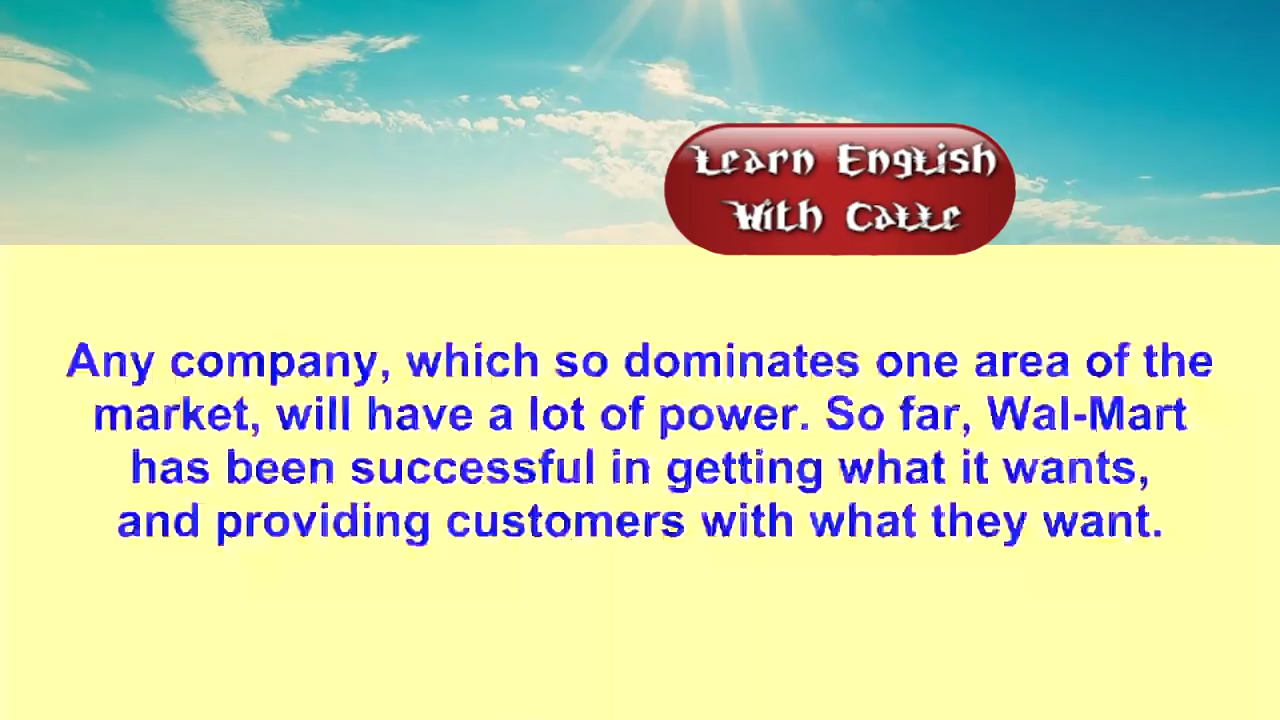 Learn English
With Calle
Any company, which so dominates one area of the
market, will have a lot of power. So far, Wal-Mart
has been successful in getting what it wants,
and providing customers with what they want.